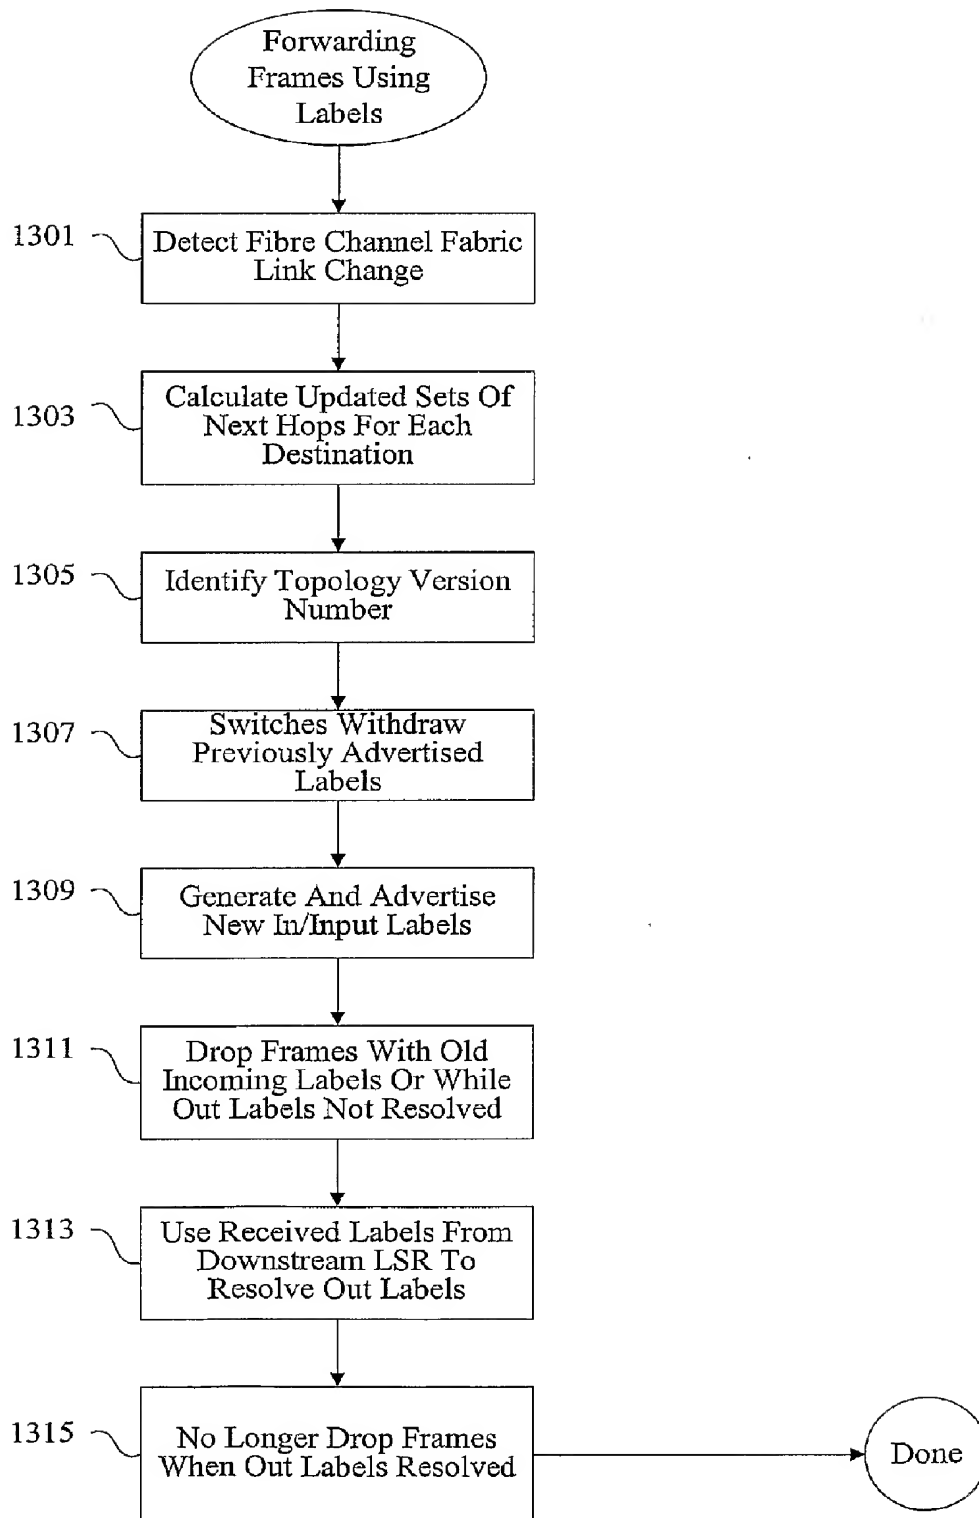 Forwarding
Frames Using
Labels
1301
Detect Fibre Channel Fabric
Link Change
1303
Calculate Updated Sets Of
Next Hops For Each
Destination
1305
Identify Topology Version
Number
1307
Switches Withdraw
Previously Advertised
Labels
1309
Generate And Advertise
New In/Input Labels
1311
Drop Frames With Old
Incoming Labels Or While
Out Labels Not Resolved
1313
Use Received Labels From
Downstream LSR To
Resolve Out Labels
1315
No Longer Drop Frames
When Out Labels Resolved
Done